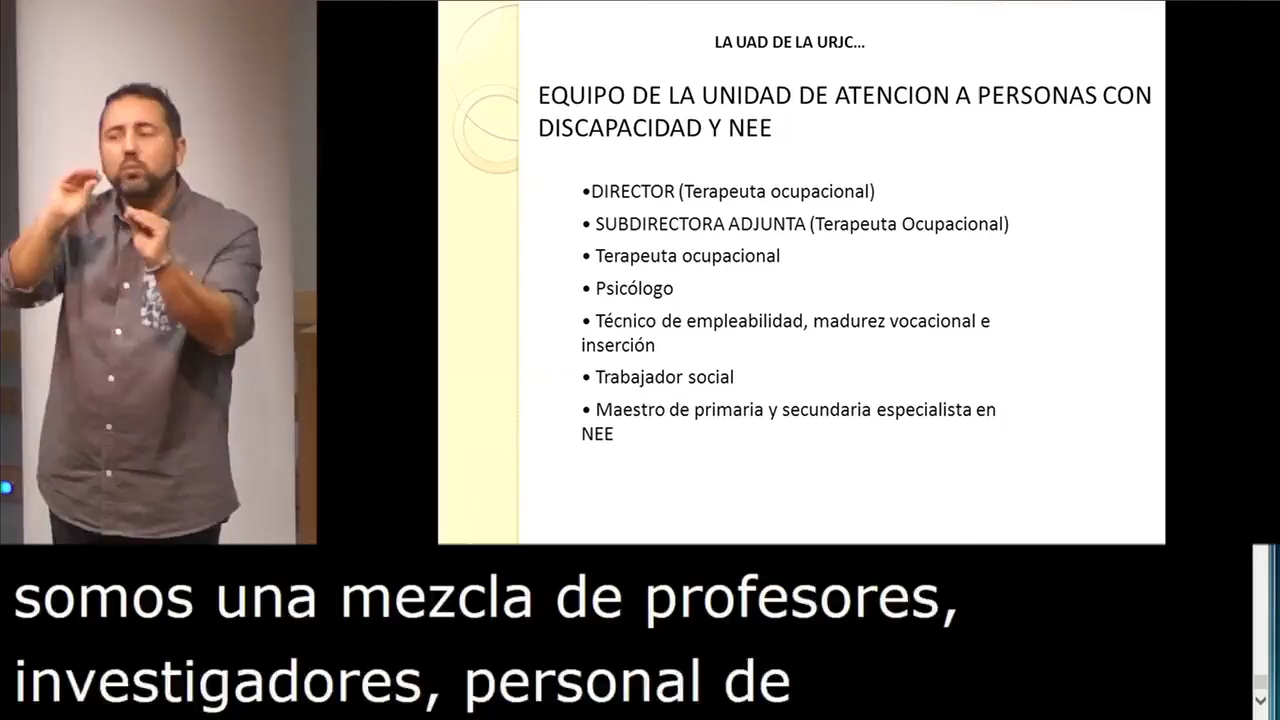 LA UAD DE LA URJC...
EQUIPO DE LA UNIDAD DE ATENCION A PERSONAS CON
DISCAPACIDAD Y NEE
•DIRECTOR (Terapeuta ocupacional)
• SUBDIRECTORA ADJUNTA (Terapeuta Ocupacional)
• Terapeuta ocupacional
• Psicólogo
• Técnico de empleabilidad, madurez vocacional e
inserción
• Trabajador social
• Maestro de primaria y secundaria especialista en
NEE
somos una mezcla de profesores,
investigadores, personal de